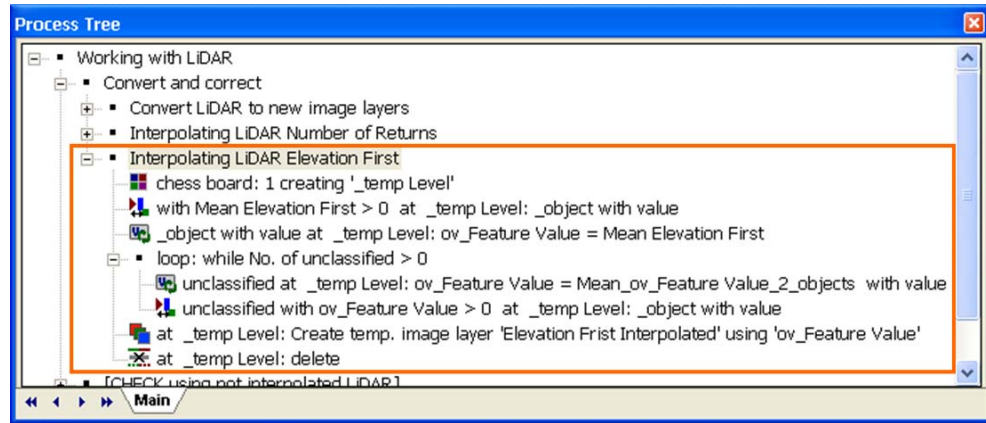 Process Tree
Working with LiDAR
Convert and correct
Convert LiDAR to new image layers
Interpolating LiDAR Number of Returns
Interpolating LiDAR Elevation First
chess board: 1 creating '_temp Level'
with Mean Elevation First > 0 at _temp Level: _object with value
_object with value at _temp Level: ov_Feature Value = Mean Elevation First
loop: while No. of unclassified > 0
unclassified at _temp Level: ov_Feature Value = Mean_ov_Feature Value_2_objects with value
unclassified with ov_Feature Value > 0 at _temp Level: _object with value
at _temp Level: Create temp. image layer 'Elevation Frist Interpolated' using 'ov_Feature Value'
at _temp Level: delete
[CHECK using not interpolated LiDAR]
Main